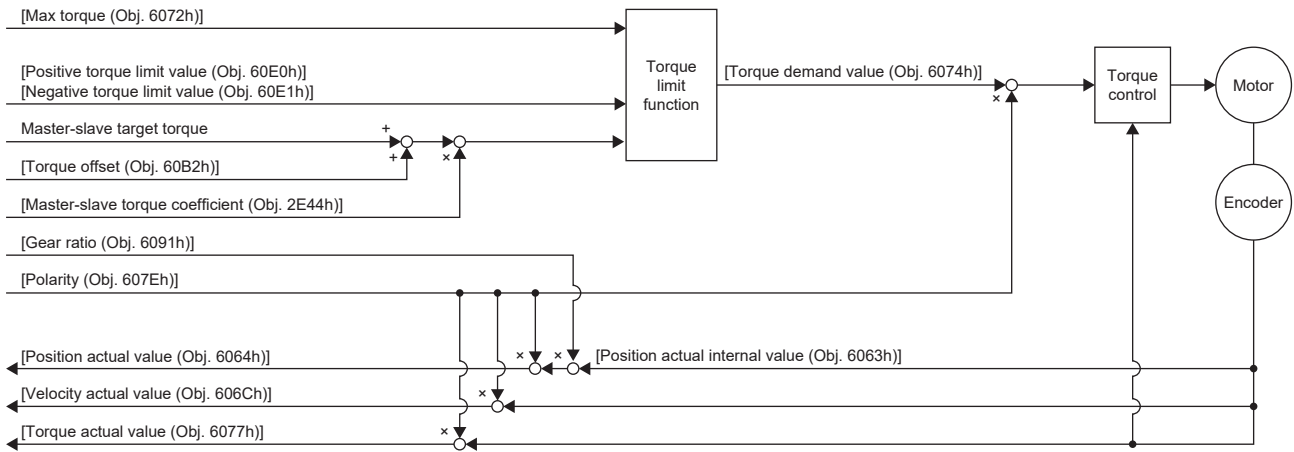 [Max torque (Obj. 6072h)]
[Positive torque limit value (Obj. 60E0h)]
[Negative torque limit value (Obj. 60E1h)]
Torque
limit
function
[Torque demand value (Obj. 6074h)]
×
Torque
control
Motor
Master-slave target torque
+
+
×
[Torque offset (Obj. 60B2h)]
[Master-slave torque coefficient (Obj. 2E44h)]
Encoder
[Gear ratio (Obj. 6091h)]
[Polarity (Obj. 607Eh)]
[Position actual value (Obj. 6064h)]
×
×
[Position actual internal value (Obj. 6063h)]
[Velocity actual value (Obj. 606Ch)]
×
[Torque actual value (Obj. 6077h)]
×